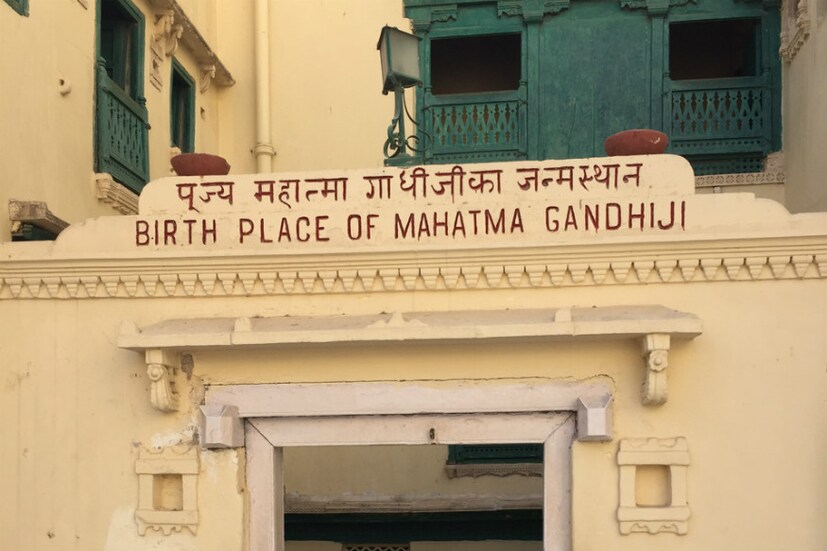 पूज्य महात्मा गांधीजीका जन्मस्थान
BIRTH PLACE OF MAHATMA GANDHIJI